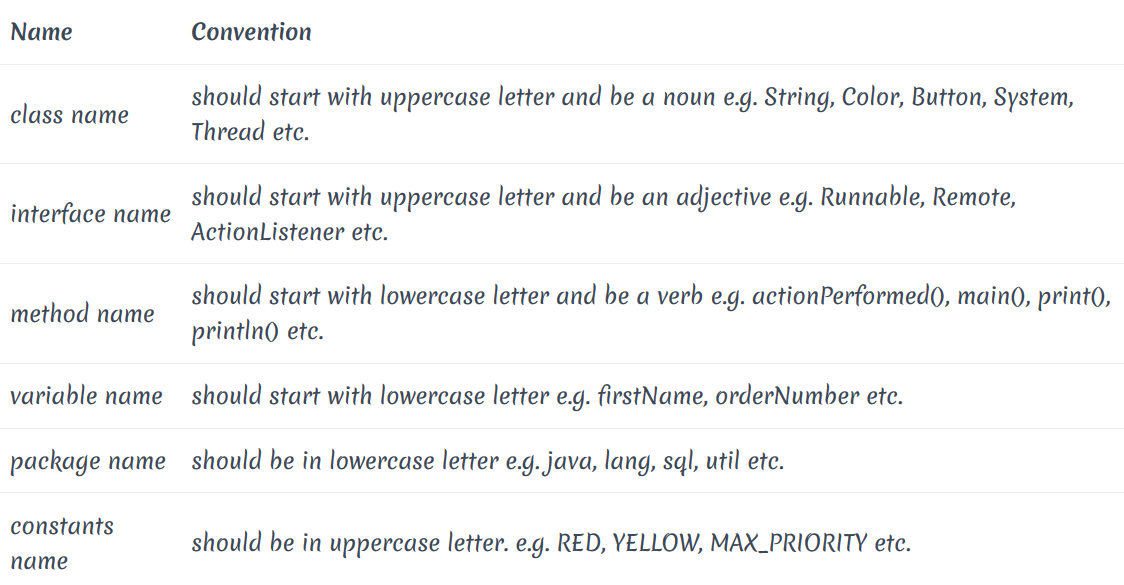 Name Convention
class name
should start with uppercase letter and be a noun e.g. String, Color, Button, System,
Thread etc.
interface name
should start with uppercase letter and be an adjective e.g. Runnable, Remote,
ActionListener etc.
method name
should start with lowercase letter and be a verb e.g. actionPerformed(), main(), print(),
println() etc.
variable name should start with lowercase letter e.g. firstName, orderNumber etc.
package name should be in lowercase letter e.g. java, lang, sql, util etc.
constants
name
should be in uppercase letter. e.g. RED, YELLOW, MAX_PRIORITY etc.